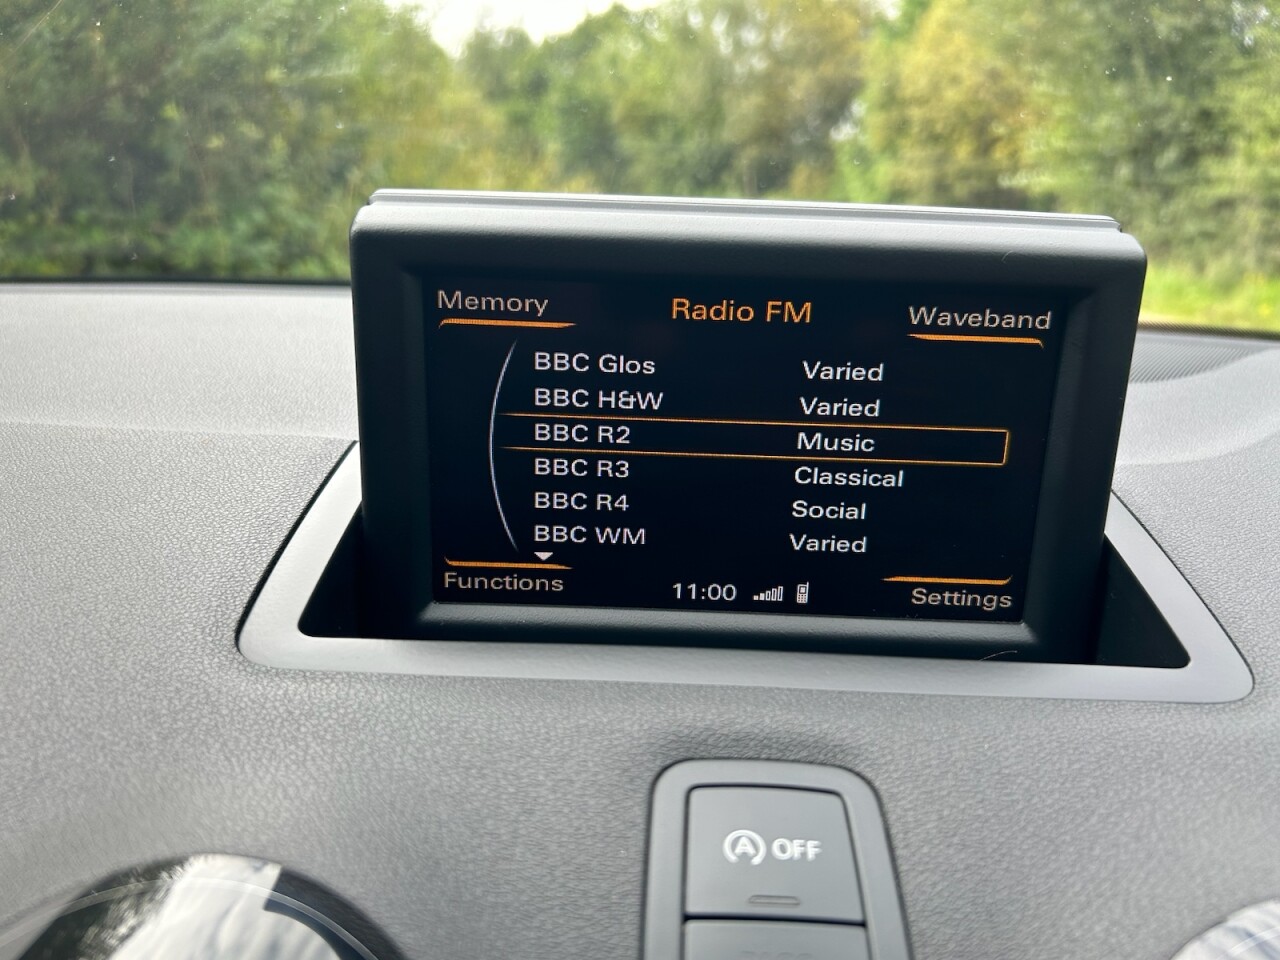 Memory Radio FM Waveband
BBC Glos Varied
BBC H&W Varied
BBC R2 Music
BBC R3 Classical
BBC R4 Social
BBC WM Varied
Functions 11:00 Settings
A OFF